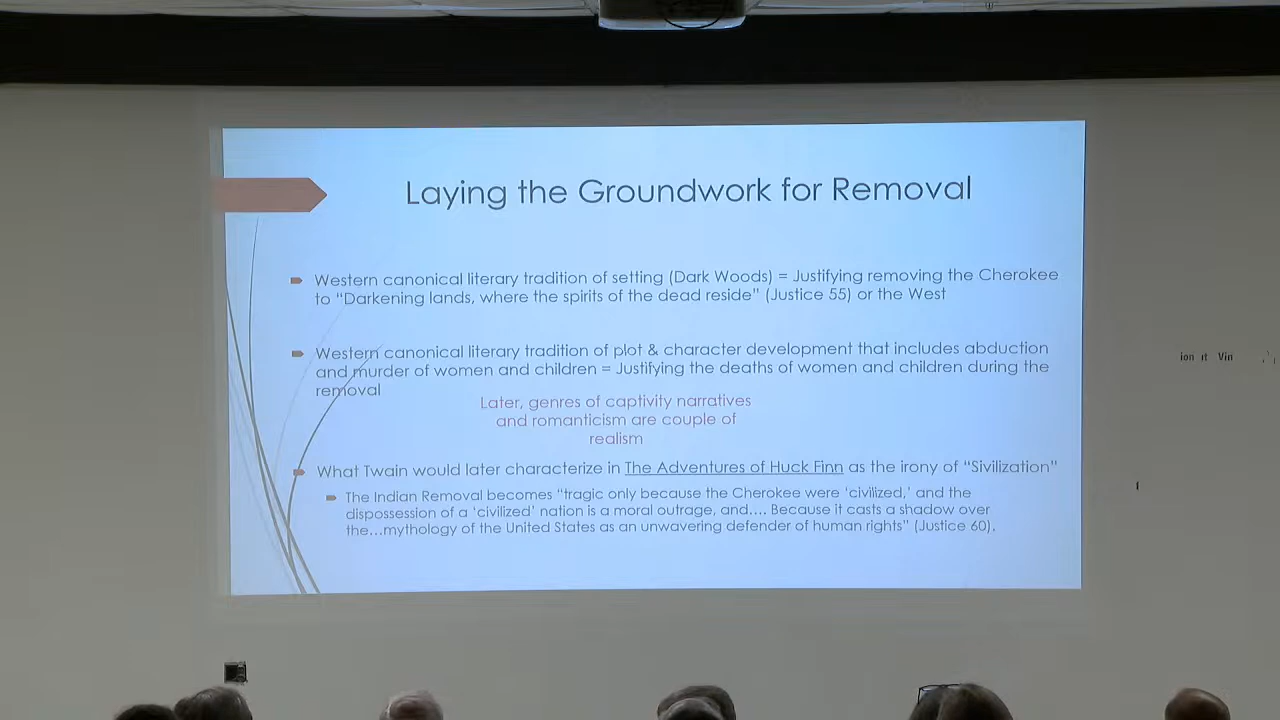 Laying the Groundwork for Removal
Western canonical literary tradition of setting (Dark Woods) = Justifying removing the Cherokee
to “Darkening lands, where the spirits of the dead reside” (Justice 55) or the West
Western canonical literary tradition of plot & character development that includes abduction
and murder of women and children = Justifying the deaths of women and children during the
removal
Later, genres of captivity narratives
and romanticism are couple of
realism
What Twain would later characterize in The Adventures of Huck Finn as the irony of “Sivilization”
The Indian Removal becomes “tragic only because the Cherokee were ‘civilized,’ and the
dispossession of a ‘civilized’ nation is a moral outrage, and…. Because it casts a shadow over
the…mythology of the United States as an unwavering defender of human rights” (Justice 60).